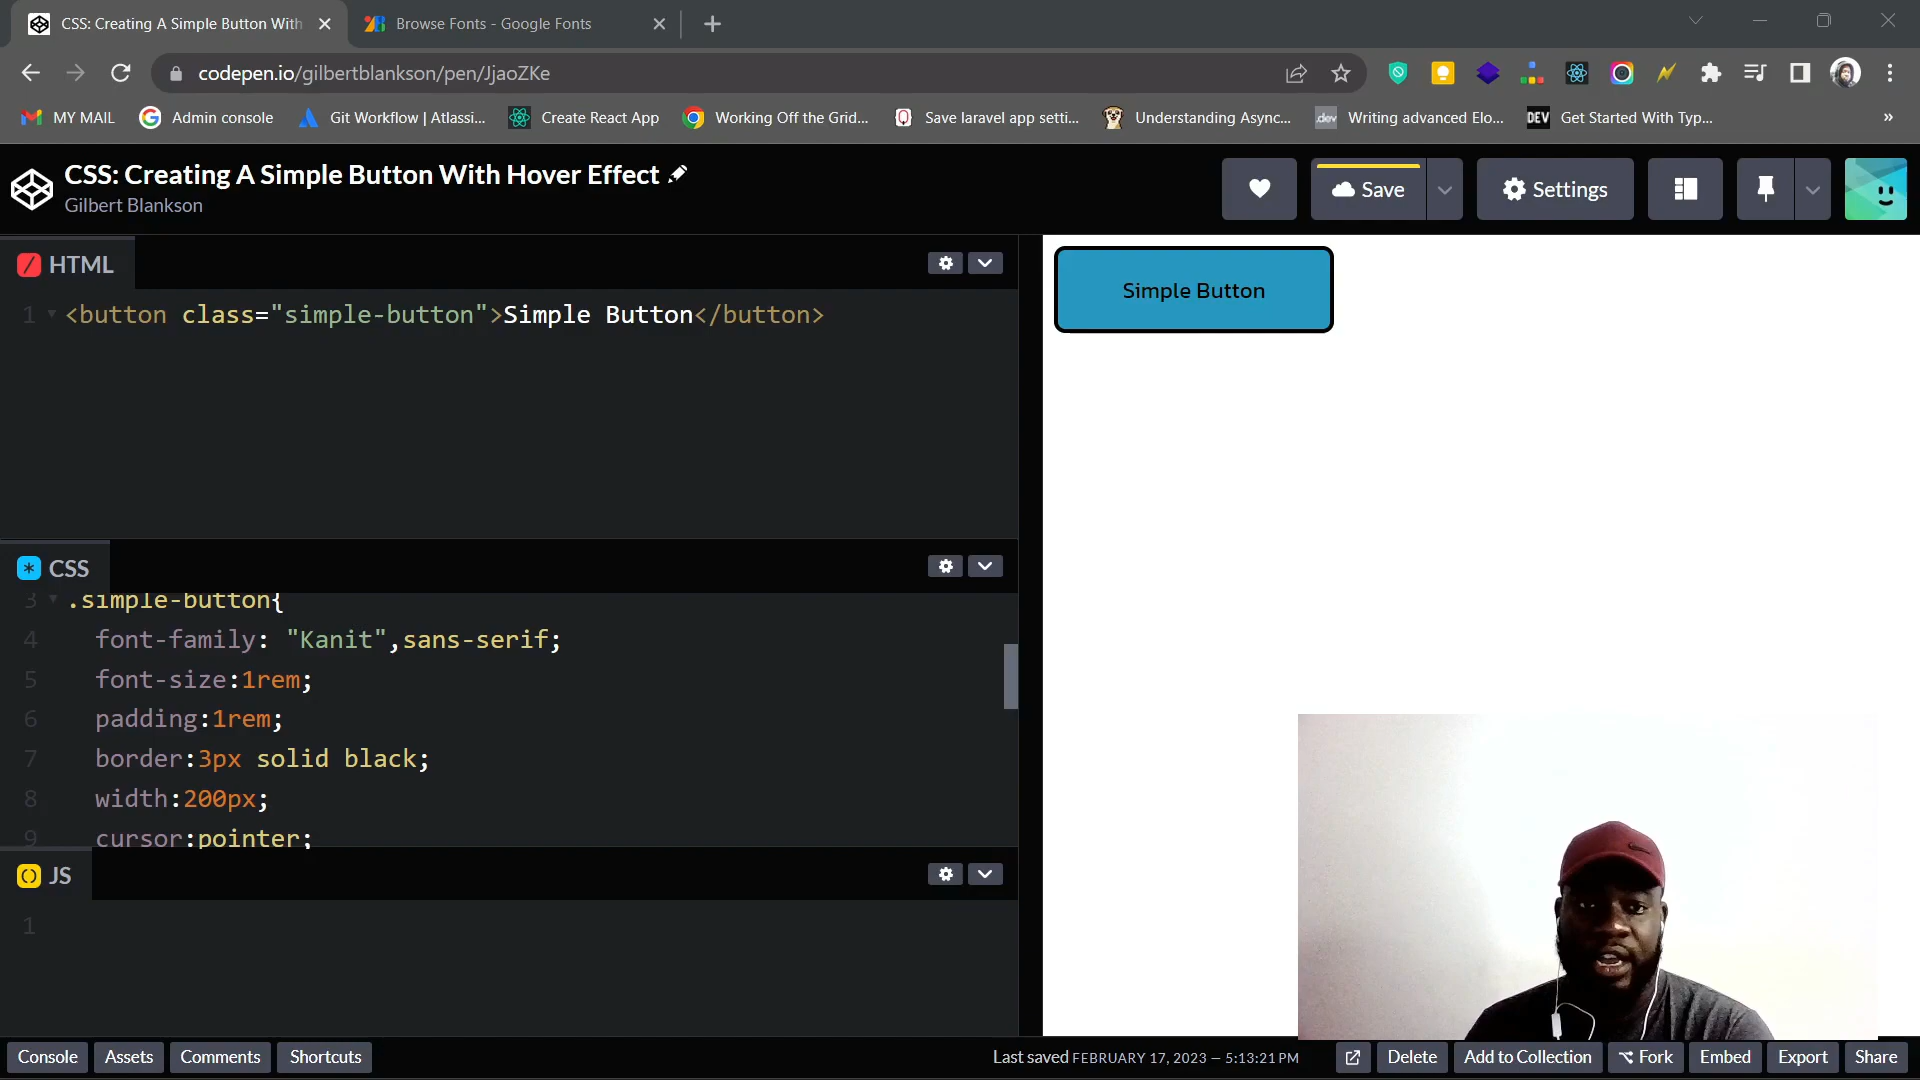 CSS: Creating A Simple Button With
Browse Fonts - Google Fonts
codepen.io/gilbertblankson/pen/JjaoZKe
MY MAIL
Admin console
Git Workflow | Atlassi...
Create React App
Working Off the Grid...
Save laravel app setti...
Understanding Async...
.dev
Writing advanced Elo...
DEV
Get Started With Typ...
»
CSS: Creating A Simple Button With Hover Effect
Gilbert Blankson
Save
Settings
HTML
1 <button class="simple-button">Simple Button</button>
Simple Button
CSS
3 .simple-button{
4 font-family: "Kanit",sans-serif;
5 font-size:1rem;
6 padding:1rem;
7 border:3px solid black;
8 width:200px;
9 cursor:pointer;
JS
1
Console
Assets
Comments
Shortcuts
Last saved FEBRUARY 17, 2023 — 5:13:21 PM
Delete
Add to Collection
Fork
Embed
Export
Share